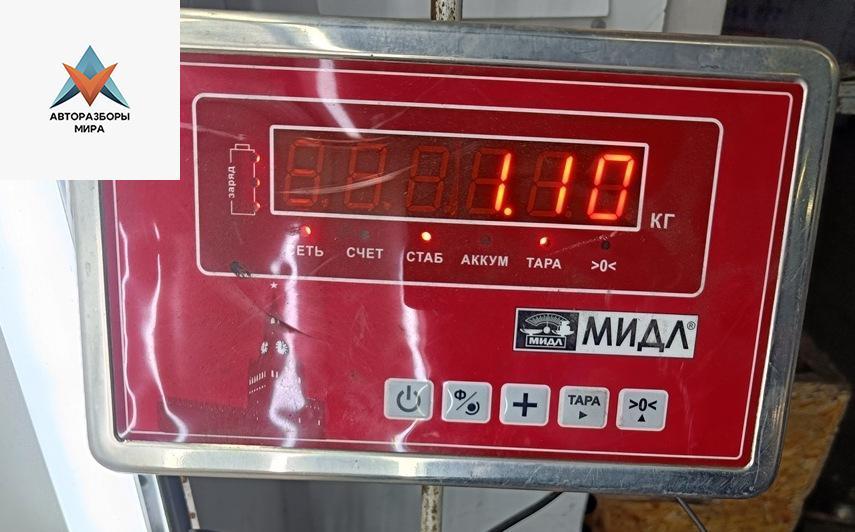 АВТОРАЗБОРЫ
МИРА
заряд
1.10
КГ
СЕТЬ СЧЕТ СТАБ АККУМ ТАРА >0<
МИДЛ МИДЛ®
Ф ТАРА >0<